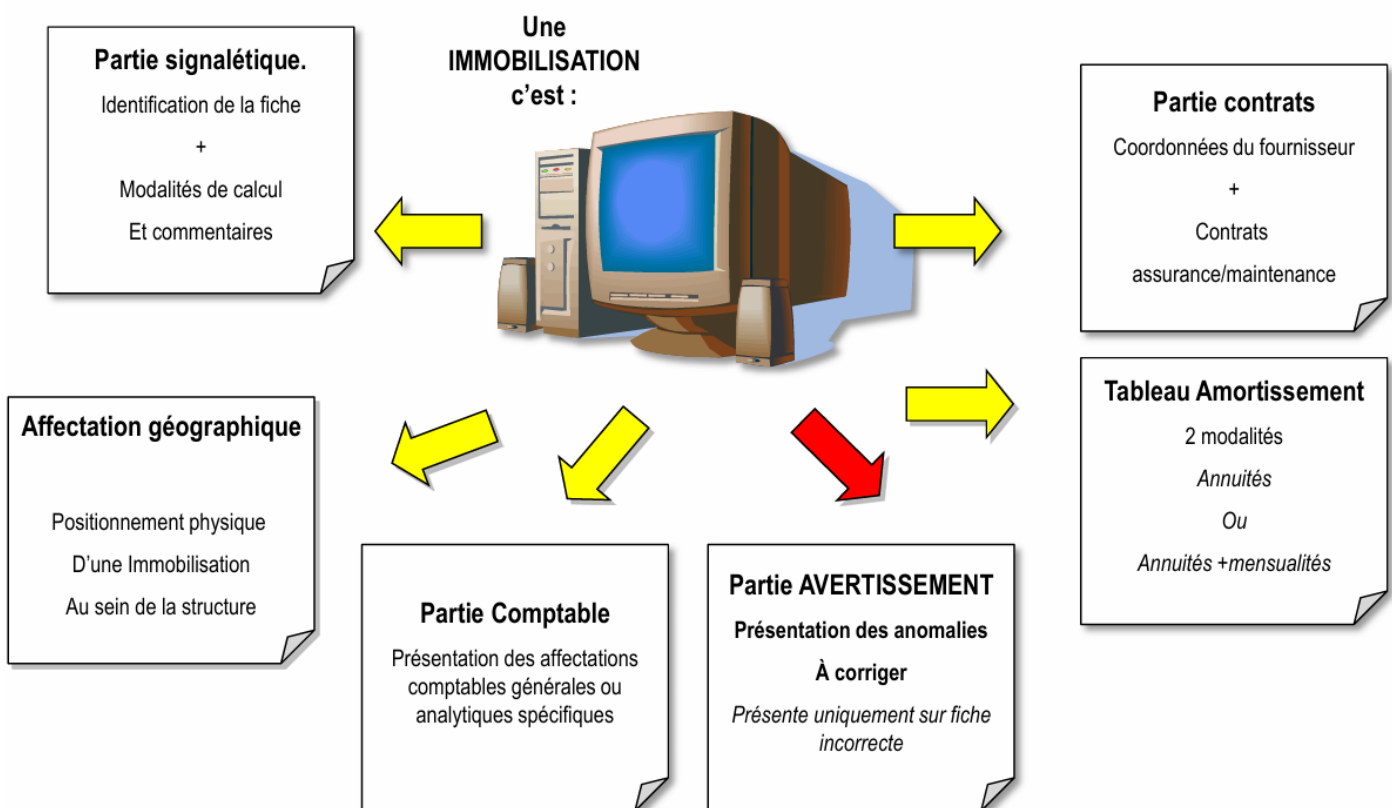 Une
IMMOBILISATION
c'est :
Partie signalétique.
Identification de la fiche
+
Modalités de calcul
Et commentaires
Partie contrats
Coordonnées du fournisseur
+
Contrats
assurance/maintenance
Affectation géographique
Positionnement physique
D'une Immobilisation
Au sein de la structure
Partie Comptable
Présentation des affectations
comptables générales ou
analytiques spécifiques
Partie AVERTISSEMENT
Présentation des anomalies
À corriger
Présente uniquement sur fiche
incorrecte
Tableau Amortissement
2 modalités
Annuités
Ou
Annuités +mensualités